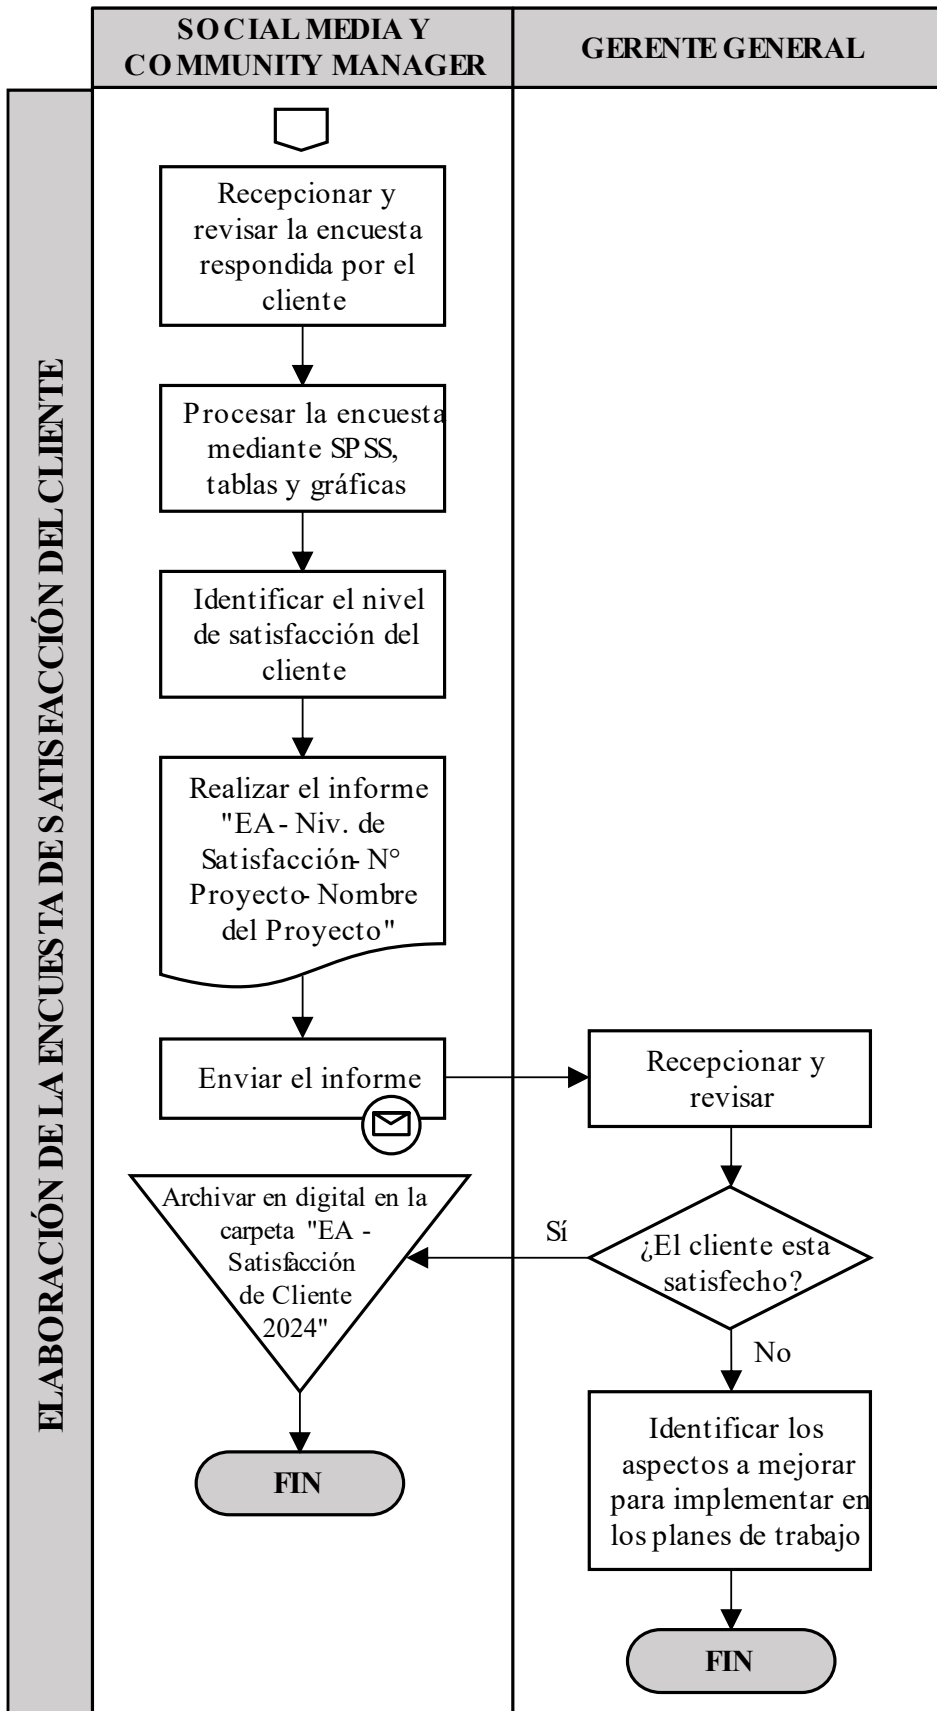 SOCIAL MEDIA Y
COMMUNITY MANAGER
GERENTE GENERAL
ELABORACIÓN DE LA ENCUESTA DE SATISFACCIÓN DEL CLIENTE
Recepcionar y
revisar la encuesta
respondida por el
cliente
Procesar la encuesta
mediante SPSS,
tablas y gráficas
Identificar el nivel
de satisfacción del
cliente
Realizar el informe
"EA - Niv. de
Satisfacción- N°
Proyecto- Nombre
del Proyecto"
Enviar el informe
Recepcionar y
revisar
Archivar en digital en la
carpeta "EA -
Satisfacción
de Cliente
2024"
Sí
¿El cliente esta
satisfecho?
No
Identificar los
aspectos a mejorar
para implementar en
los planes de trabajo
FIN
FIN